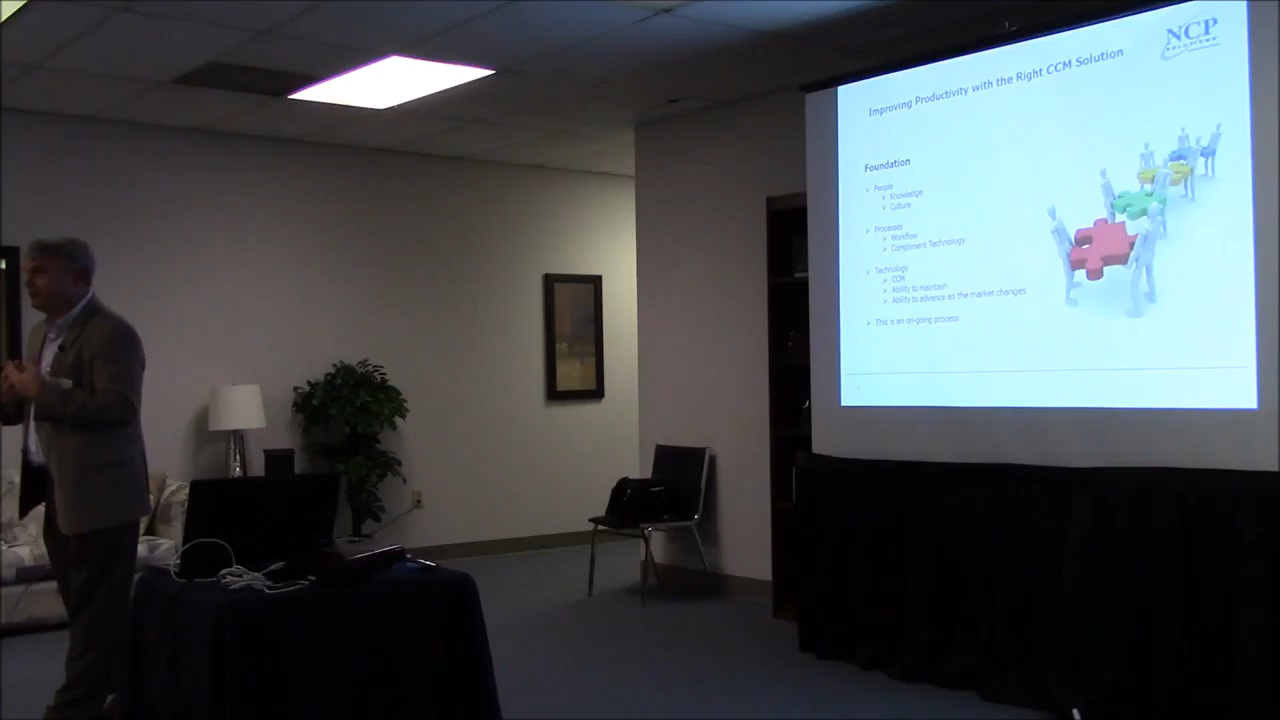 NCP
SOLUTIONS
Improving Productivity with the Right CCM Solution
Foundation
> People
> Knowledge
> Culture
> Processes
> Workflow
> Compliment Technology
> Technology
> CCM
> Ability to maintain
> Ability to advance as the market changes
> This is an on-going process